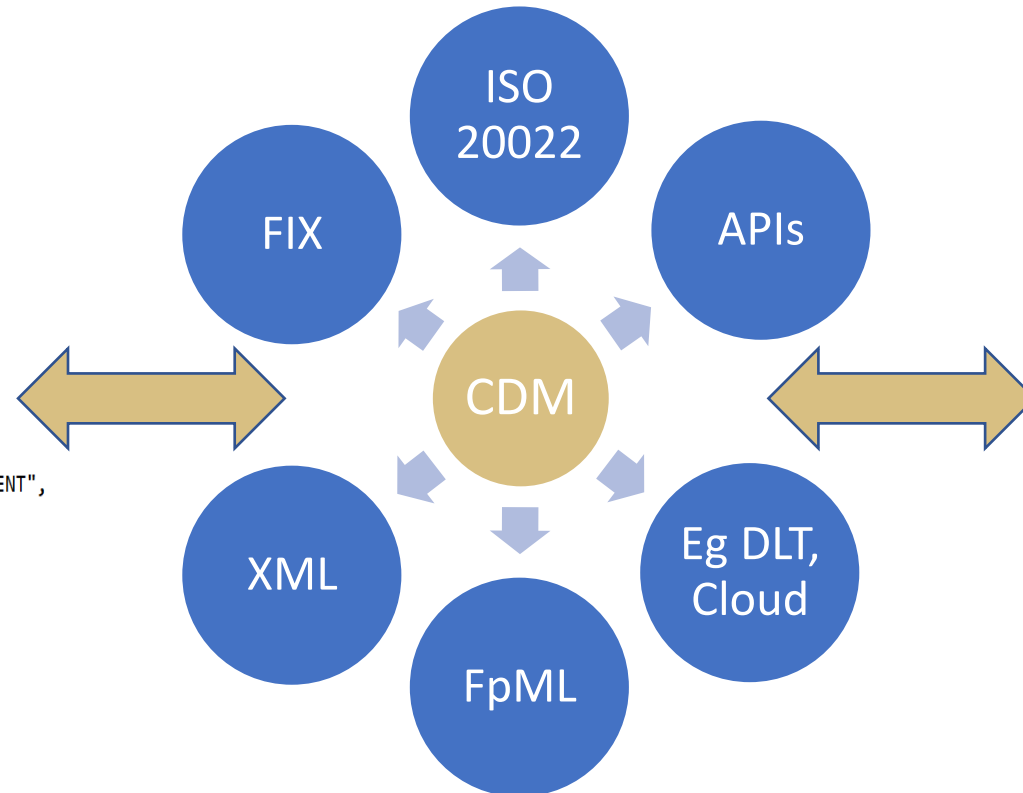 ISO
20022
FIX
APIs
CDM
ENT",
XML
Eg DLT,
Cloud
FpML